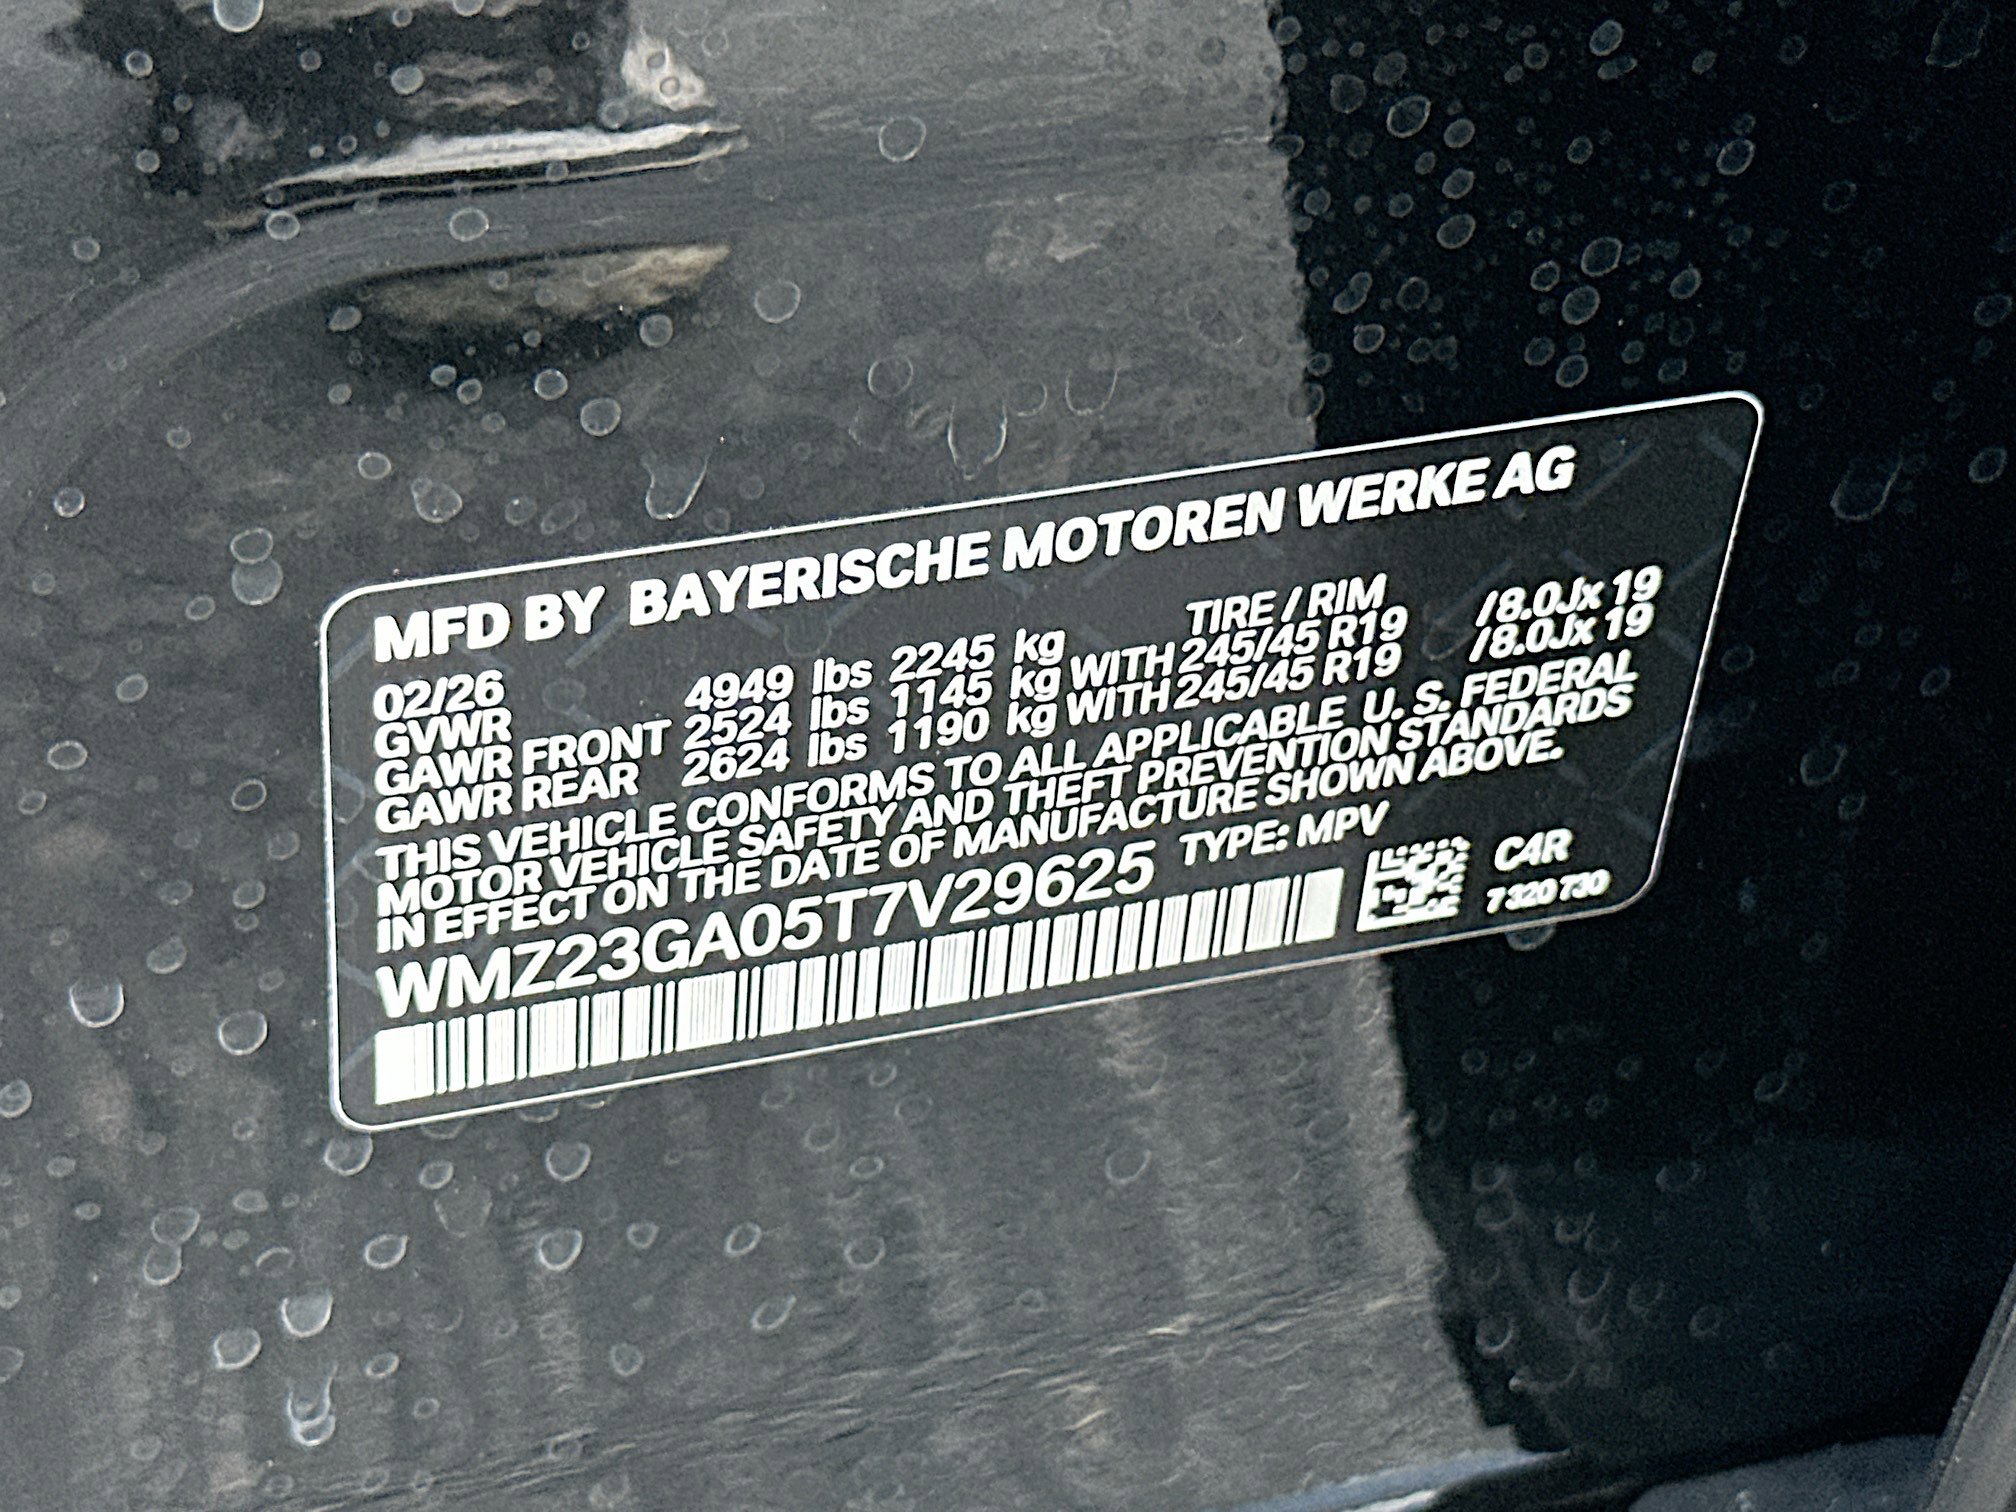 MFD BY BAYERISCHE MOTOREN WERKE AG
02/26 TIRE / RIM
GVWR 4949 lbs 2245 kg
GAWR FRONT 2524 lbs 1145 kg WITH 245/45 R19 /8.0Jx 19
GAWR REAR 2624 lbs 1190 kg WITH 245/45 R19 /8.0Jx 19
THIS VEHICLE CONFORMS TO ALL APPLICABLE U. S. FEDERAL
MOTOR VEHICLE SAFETY AND THEFT PREVENTION STANDARDS
IN EFFECT ON THE DATE OF MANUFACTURE SHOWN ABOVE.
WMZ23GA05T7V29625 TYPE: MPV
C4R
7 320 730